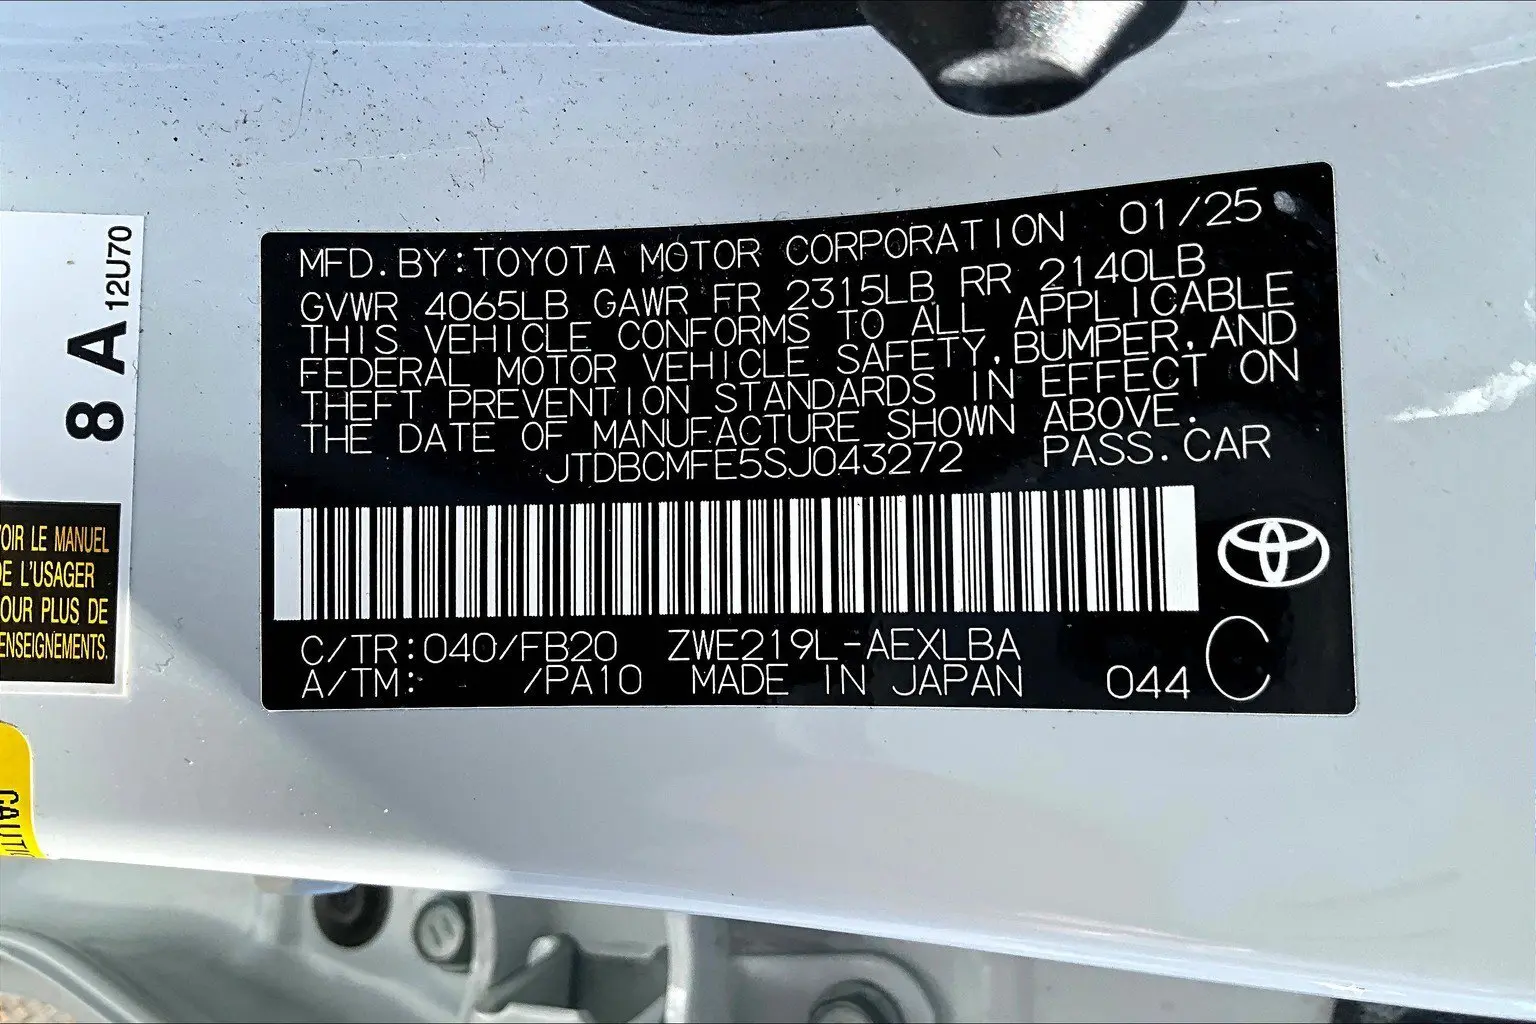 8 A 12U70
VOIR LE MANUEL
DE L'USAGER
POUR PLUS DE
RENSEIGNEMENTS.
CAUTIO
MFD. BY: TOYOTA MOTOR CORPORATION 01/25
GVWR 4065LB GAWR FR 2315LB RR 2140LB
THIS VEHICLE CONFORMS TO ALL APPLICABLE
FEDERAL MOTOR VEHICLE SAFETY, BUMPER, AND
THEFT PREVENTION STANDARDS IN EFFECT ON
THE DATE OF MANUFACTURE SHOWN ABOVE.
JTDBCMFE5SJ043272 PASS. CAR
C/TR: 040/FB20 ZWE219L-AEXLBA
A/TM: /PA10 MADE IN JAPAN 044 C